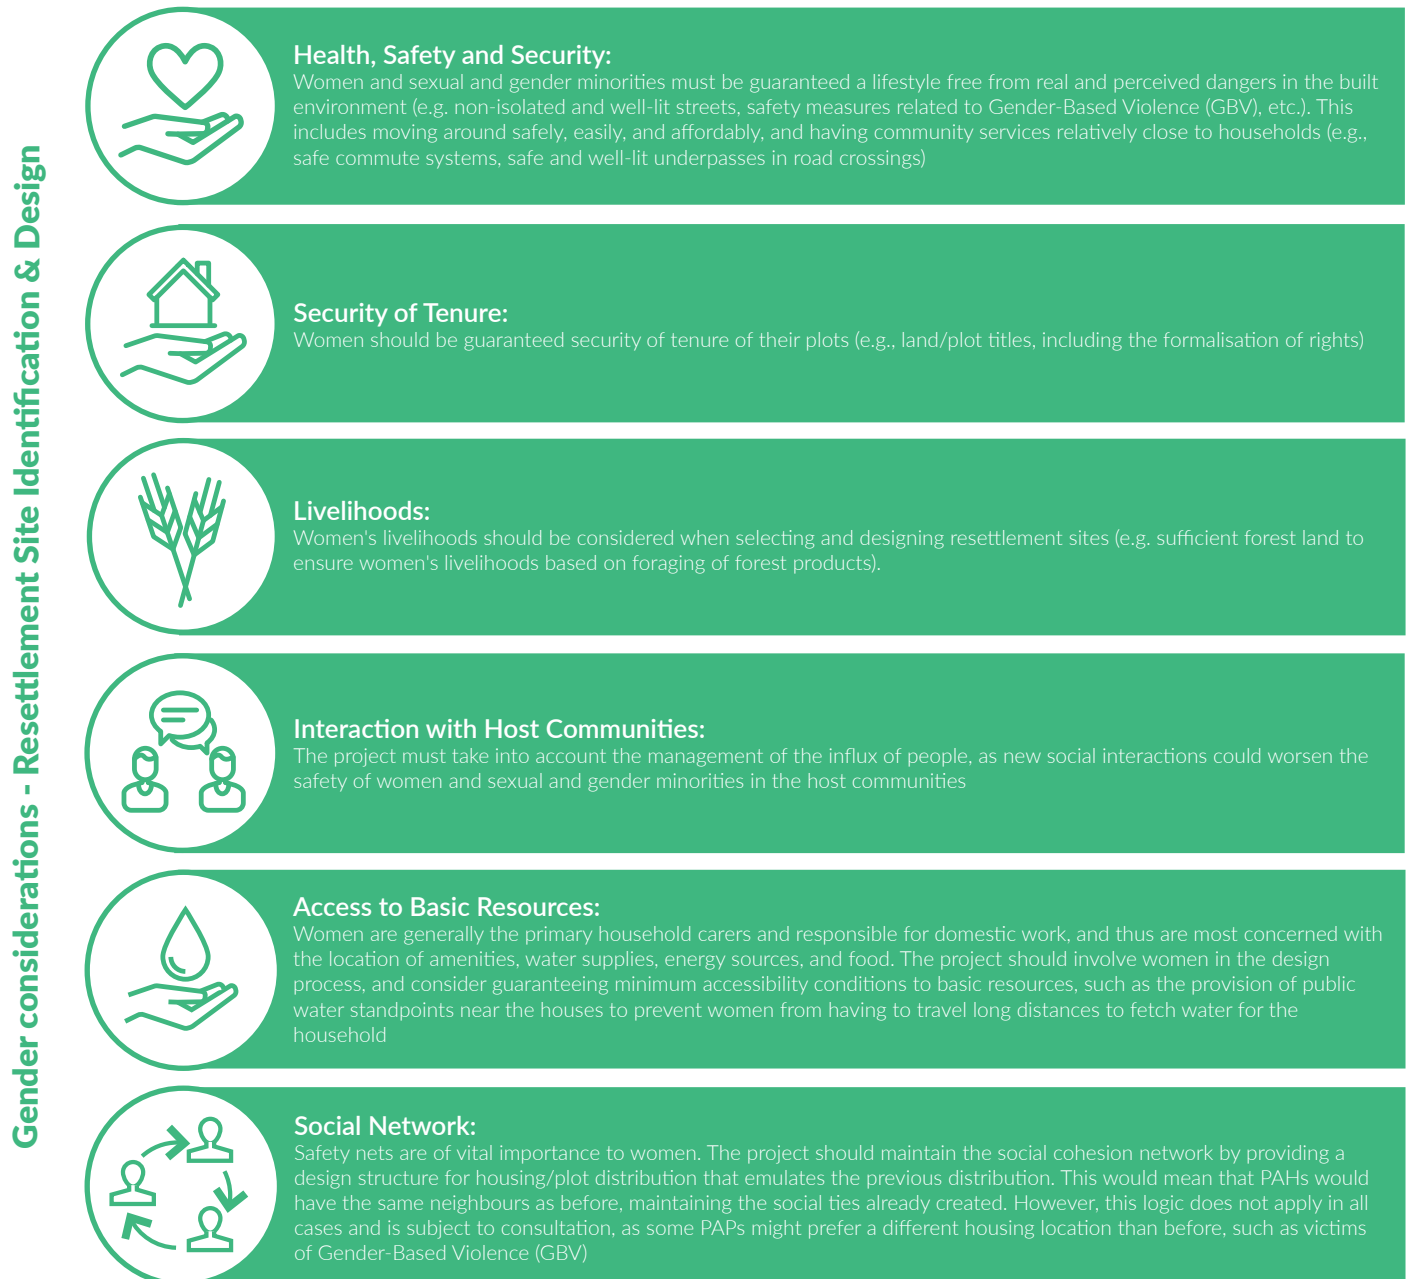 Gender considerations - Resettlement Site Identification & Design
Health, Safety and Security:
Women and sexual and gender minorities must be guaranteed a lifestyle free from real and perceived dangers in the built
environment (e.g. non-isolated and well-lit streets, safety measures related to Gender-Based Violence (GBV), etc.). This
includes moving around safely, easily, and affordably, and having community services relatively close to households (e.g.,
safe commute systems, safe and well-lit underpasses in road crossings)
Security of Tenure:
Women should be guaranteed security of tenure of their plots (e.g., land/plot titles, including the formalisation of rights)
Livelihoods:
Women's livelihoods should be considered when selecting and designing resettlement sites (e.g. sufficient forest land to
ensure women's livelihoods based on foraging of forest products).
Interaction with Host Communities:
The project must take into account the management of the influx of people, as new social interactions could worsen the
safety of women and sexual and gender minorities in the host communities
Access to Basic Resources:
Women are generally the primary household carers and responsible for domestic work, and thus are most concerned with
the location of amenities, water supplies, energy sources, and food. The project should involve women in the design
process, and consider guaranteeing minimum accessibility conditions to basic resources, such as the provision of public
water standpoints near the houses to prevent women from having to travel long distances to fetch water for the
household
Social Network:
Safety nets are of vital importance to women. The project should maintain the social cohesion network by providing a
design structure for housing/plot distribution that emulates the previous distribution. This would mean that PAHs would
have the same neighbours as before, maintaining the social ties already created. However, this logic does not apply in all
cases and is subject to consultation, as some PAPs might prefer a different housing location than before, such as victims
of Gender-Based Violence (GBV)